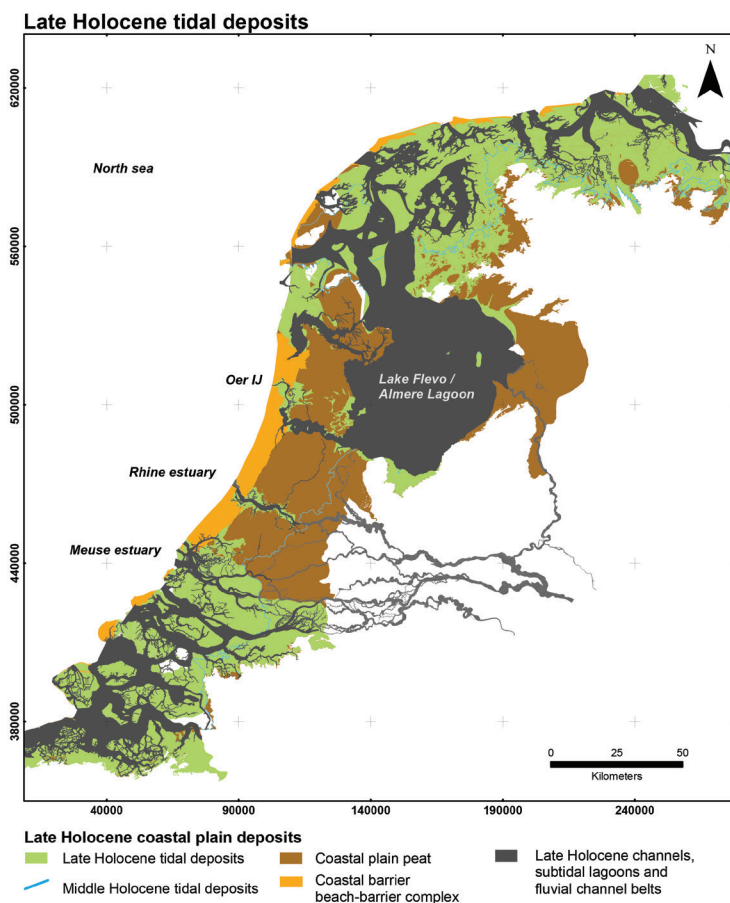 Late Holocene tidal deposits
N
620000
560000
500000
440000
380000
North sea
Oer IJ
Lake Flevo /
Almere Lagoon
Rhine estuary
Meuse estuary
0 25 50
Kilometers
40000 90000 140000 190000 240000
Late Holocene coastal plain deposits
Late Holocene tidal deposits
Middle Holocene tidal deposits
Coastal plain peat
Coastal barrier
beach-barrier complex
Late Holocene channels,
subtidal lagoons and
fluvial channel belts